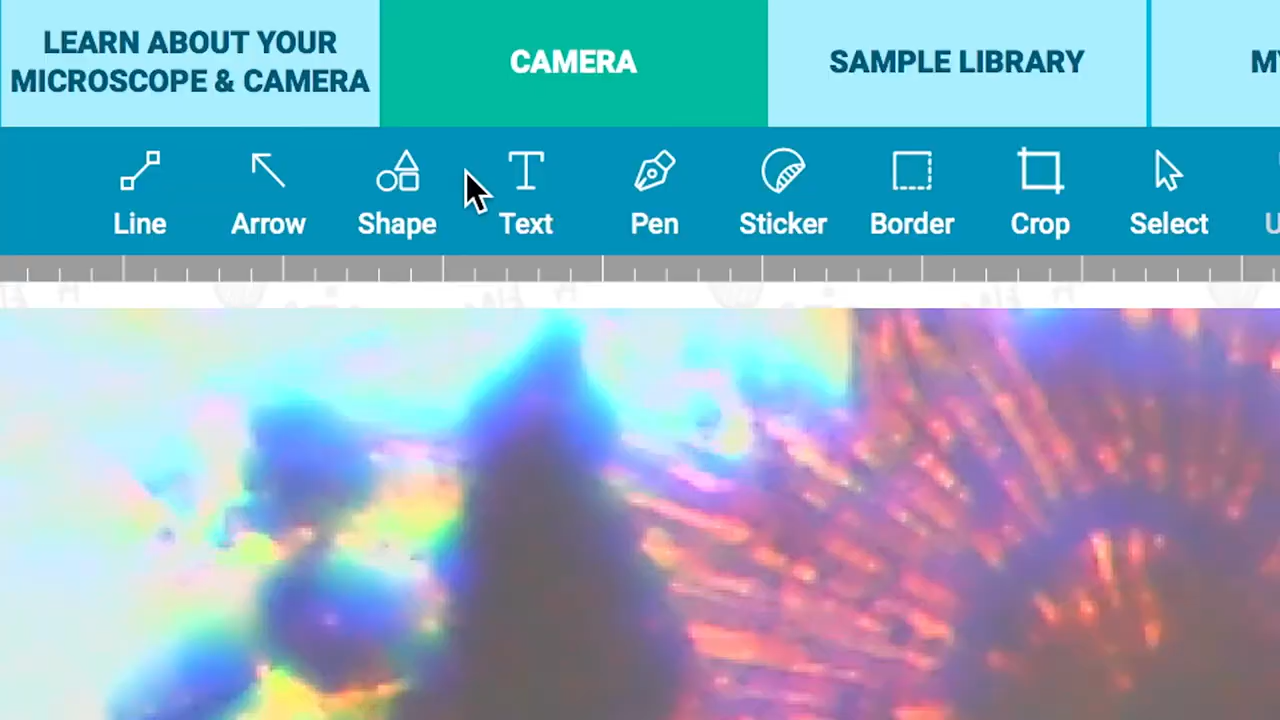 LEARN ABOUT YOUR
MICROSCOPE & CAMERA
CAMERA
SAMPLE LIBRARY
Line
Arrow
Shape
Text
Pen
Sticker
Border
Crop
Select